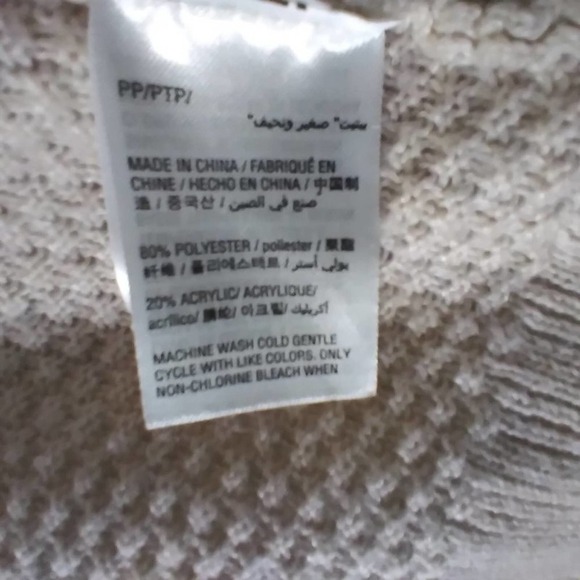 PP/PTP/
بيتيت" صغير ونحيف"
MADE IN CHINA / FABRIQUÉ EN
CHINE / HECHO EN CHINA / 中国制
造 / 중국산 / صنع في الصين
80% POLYESTER / poliester / 聚酯
纤维 / 폴리에스테르 / بولي أستر
20% ACRYLIC/ ACRYLIQUE/
acrílico/ 腈纶/ 아크릴/ أكريليك
MACHINE WASH COLD GENTLE
CYCLE WITH LIKE COLORS. ONLY
NON-CHLORINE BLEACH WHEN